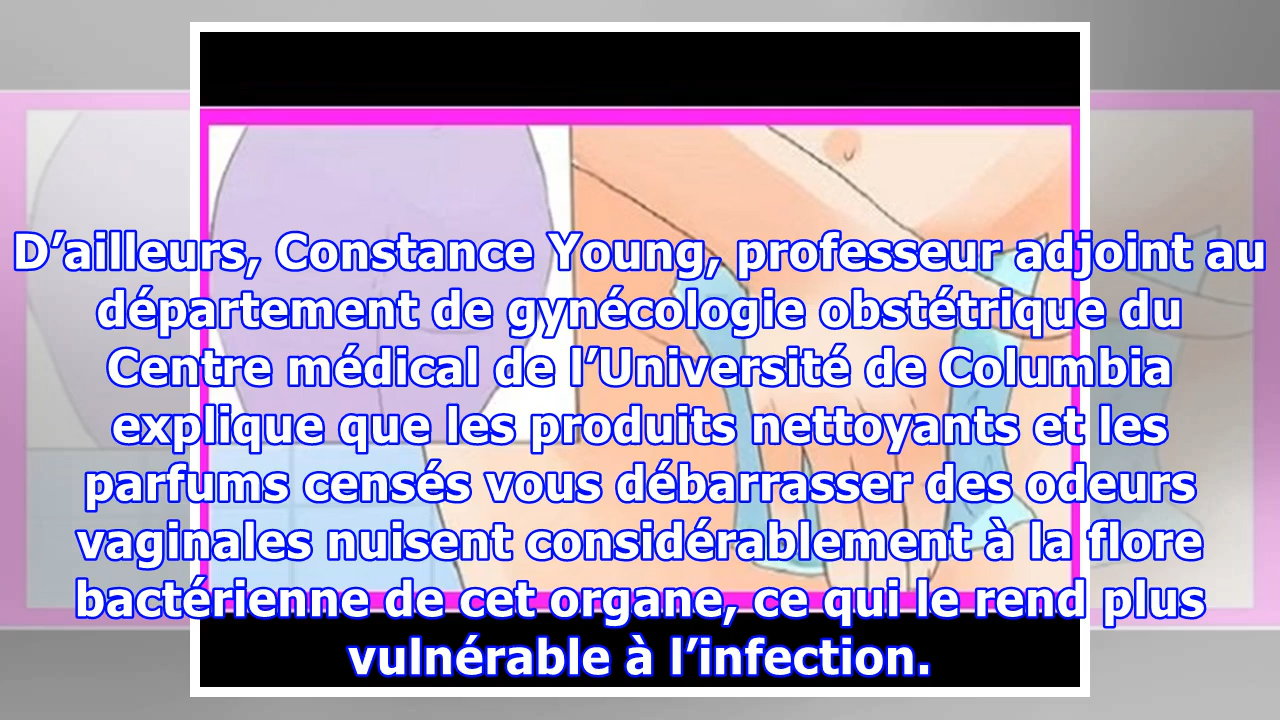 D’ailleurs, Constance Young, professeur adjoint au
département de gynécologie obstétrique du
Centre médical de l’Université de Columbia
explique que les produits nettoyants et les
parfums censés vous débarrasser des odeurs
vaginales nuisent considérablement à la flore
bactérienne de cet organe, ce qui le rend plus
vulnérable à l’infection.